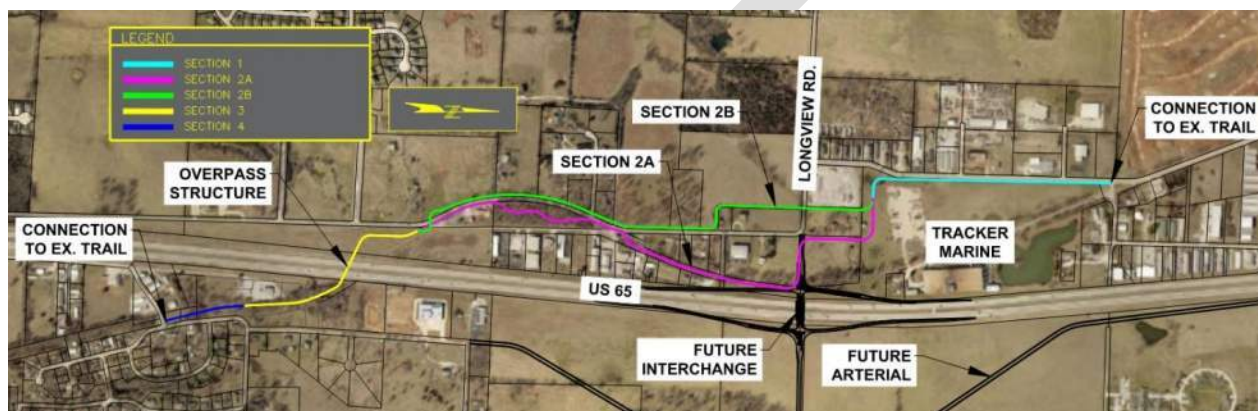 LEGEND
SECTION 1
SECTION 2A
SECTION 2B
SECTION 3
SECTION 4
Z
OVERPASS
STRUCTURE
CONNECTION
TO EX. TRAIL
SECTION 2B
SECTION 2A
LONGVIEW RD.
CONNECTION
TO EX. TRAIL
TRACKER
MARINE
US 65
FUTURE
INTERCHANGE
FUTURE
ARTERIAL